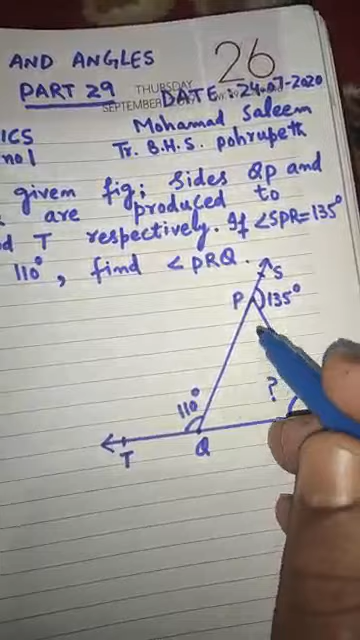 AND ANGLES
26
PART 29
THURSDAY
SEPTEMBER
DATE: 24-07-2020
ICS
Mohamad Saleem
no 1
Tr. B.H.S. pohrupeth
given fig; Sides QP and
are produced to
d T respectively. If ∠SPR=135°
110°, find ∠PRQ.
S
P
135°
110°
?
T
Q